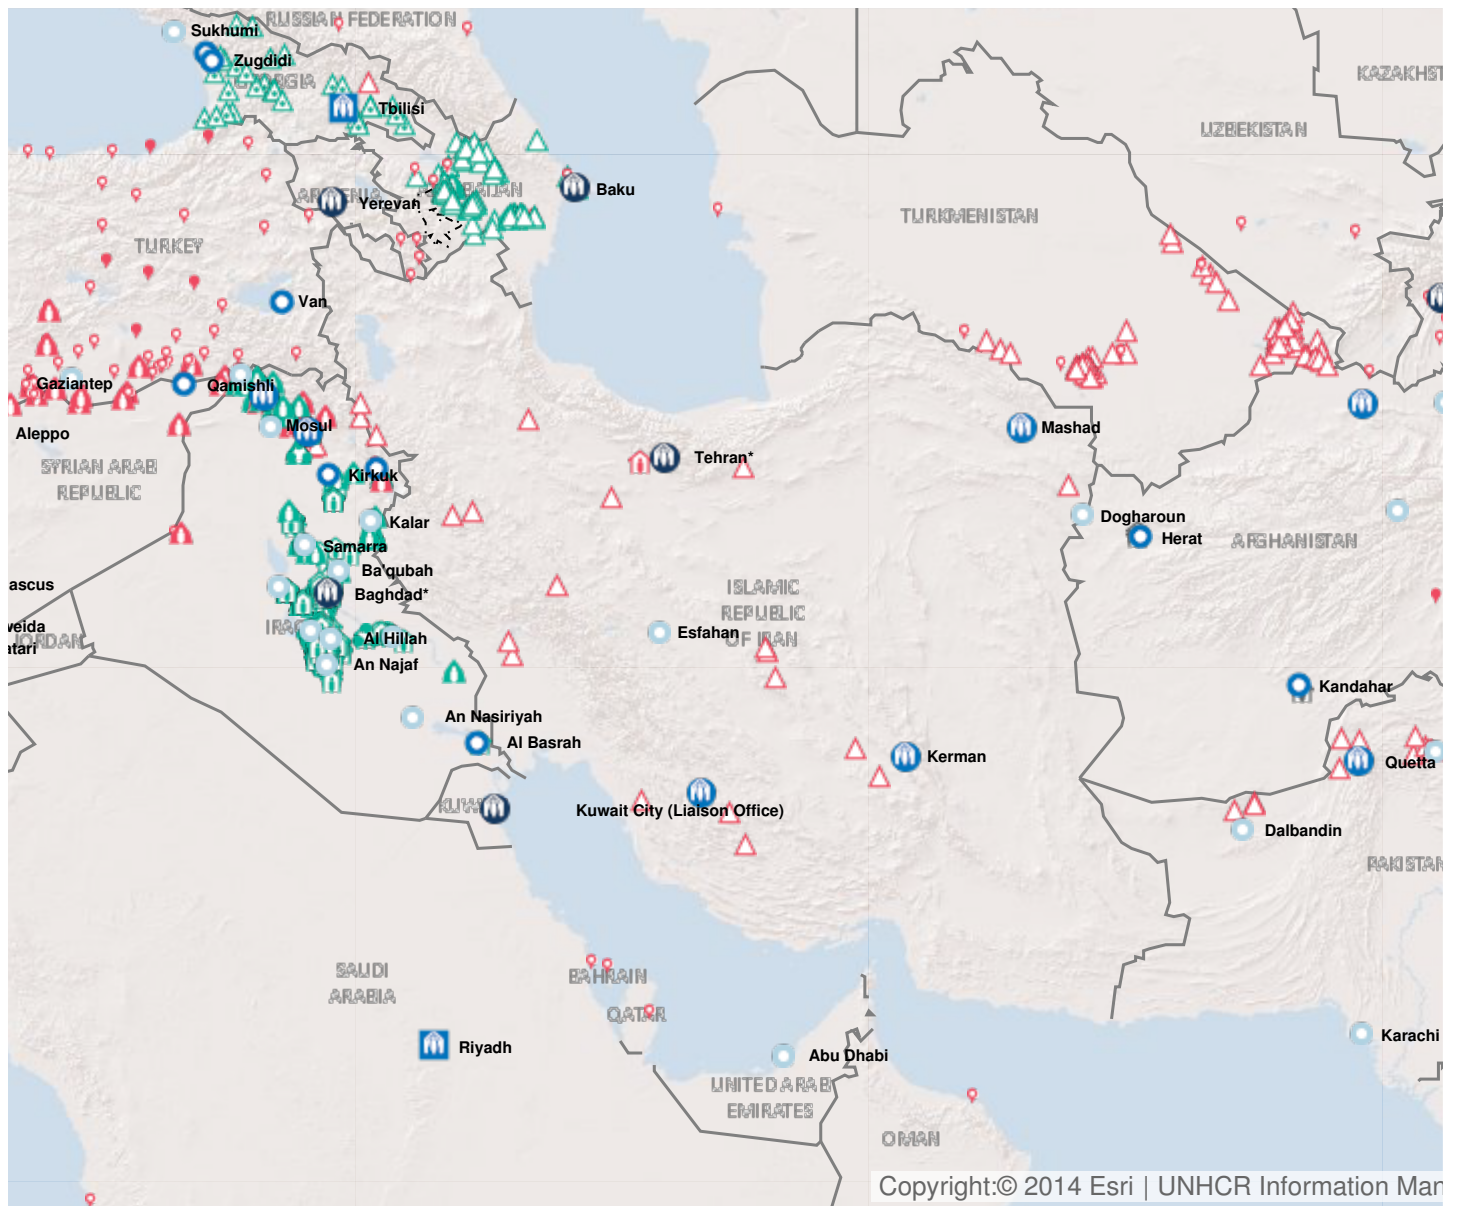 RUSSIAN FEDERATION
Sukhumi
Zugdidi
GEORGIA
KAZAKHST
Tbilisi
UZBEKISTAN
Baku
ARMENIA
Yerevan
TURKMENISTAN
TURKEY
Van
Gaziantep
Qamishli
Mosul
Mashad
Aleppo
Tehran*
SYRIAN ARAB
REPUBLIC
Kirkuk
Kalar
Dogharoun
Herat
AFGHANISTAN
Samarra
Ba'qubah
ascus
Baghdad*
ISLAMIC
REPUBLIC
OF IRAN
weida
IRAQ
Esfahan
JORDAN
atari
Al Hillah
An Najaf
Kandahar
An Nasiriyah
Al Basrah
Kerman
Quetta
Kuwait City (Liaison Office)
Dalbandin
PAKISTAN
SAUDI
ARABIA
BAHRAIN
QATAR
Karachi
Riyadh
Abu Dhabi
UNITED ARAB
EMIRATES
OMAN
Copyright:© 2014 Esri | UNHCR Information Man